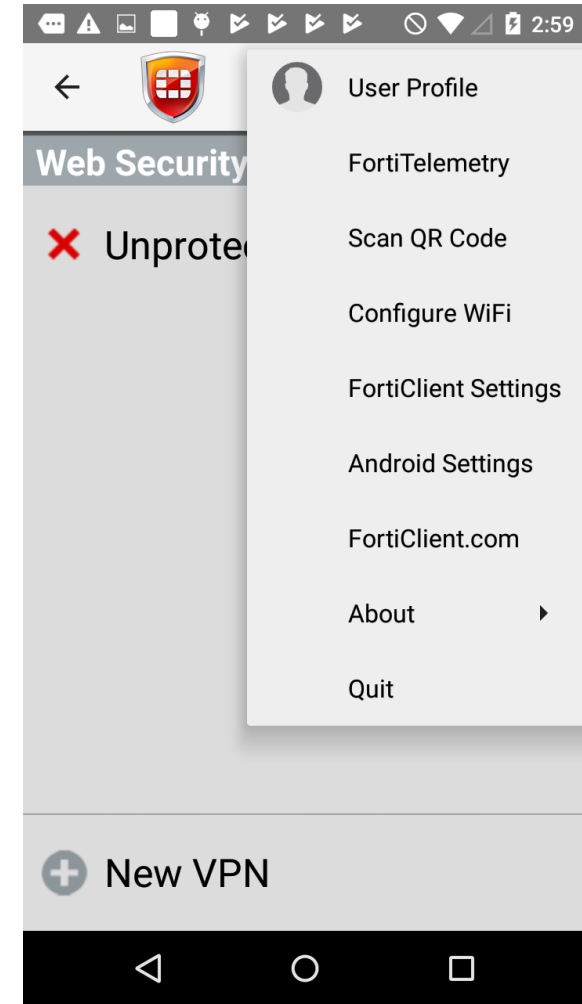 2:59
Web Security
Unprote
User Profile
FortiTelemetry
Scan QR Code
Configure WiFi
FortiClient Settings
Android Settings
FortiClient.com
About
Quit
New VPN